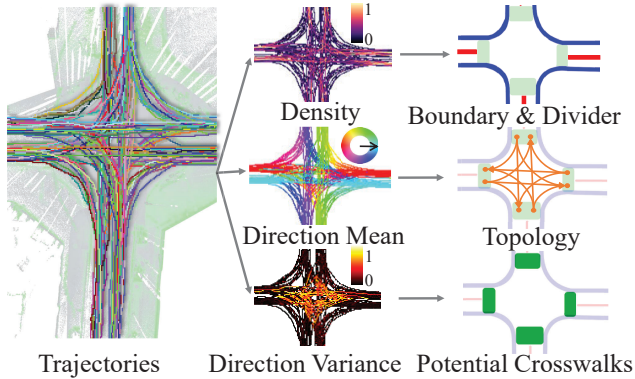 1
0
Density
Boundary & Divider
Direction Mean
Topology
1
0
Trajectories
Direction Variance
Potential Crosswalks